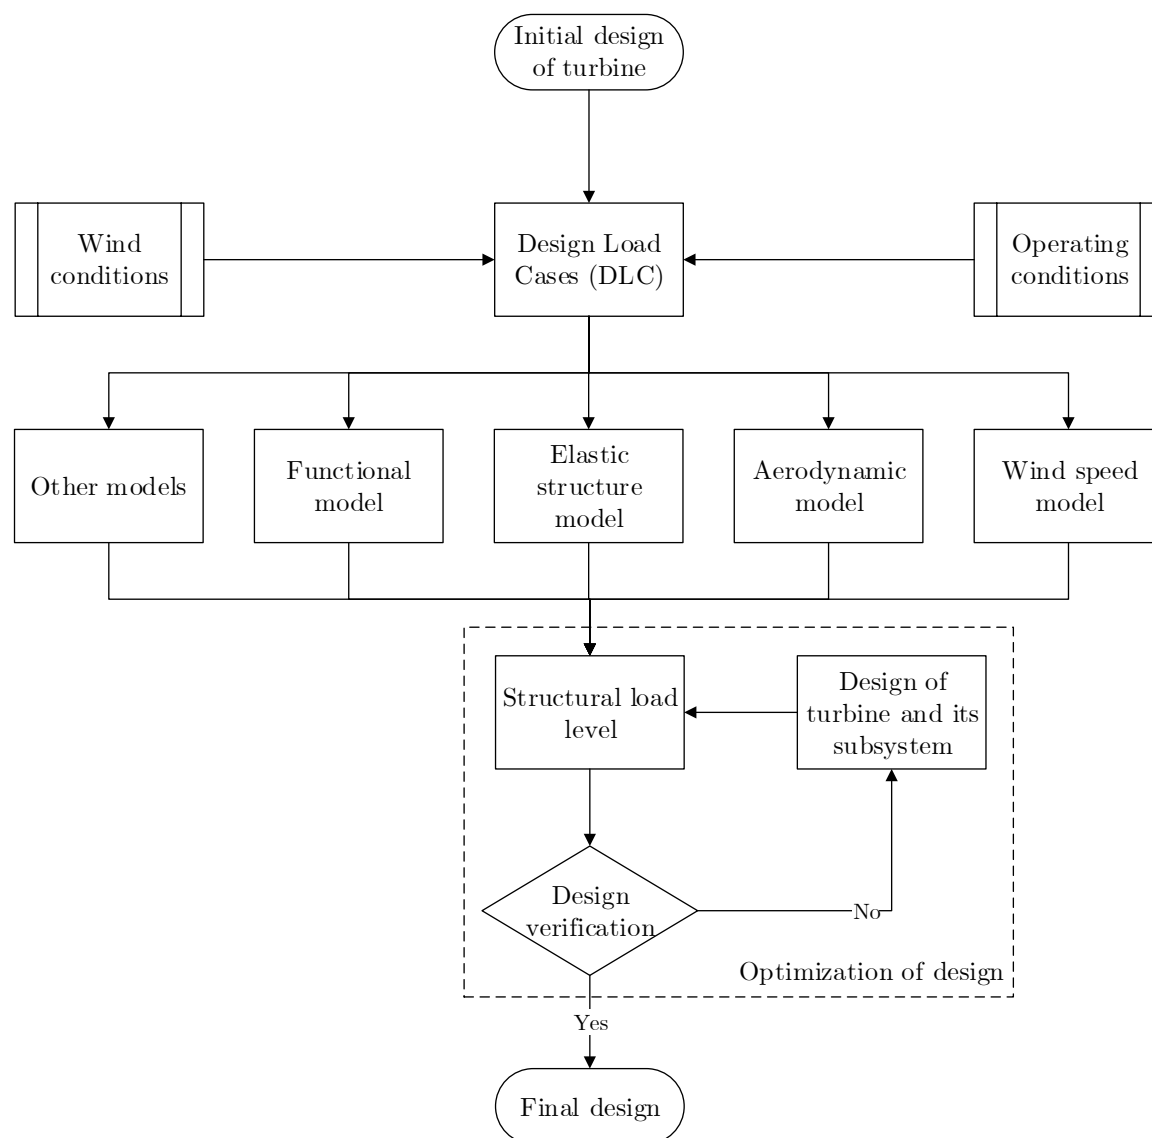 Initial design
of turbine
Wind
conditions
Design Load
Cases (DLC)
Operating
conditions
Other models
Functional
model
Elastic
structure
model
Aerodynamic
model
Wind speed
model
Structural load
level
Design of
turbine and its
subsystem
Design
verification
No
Optimization of design
Yes
Final design